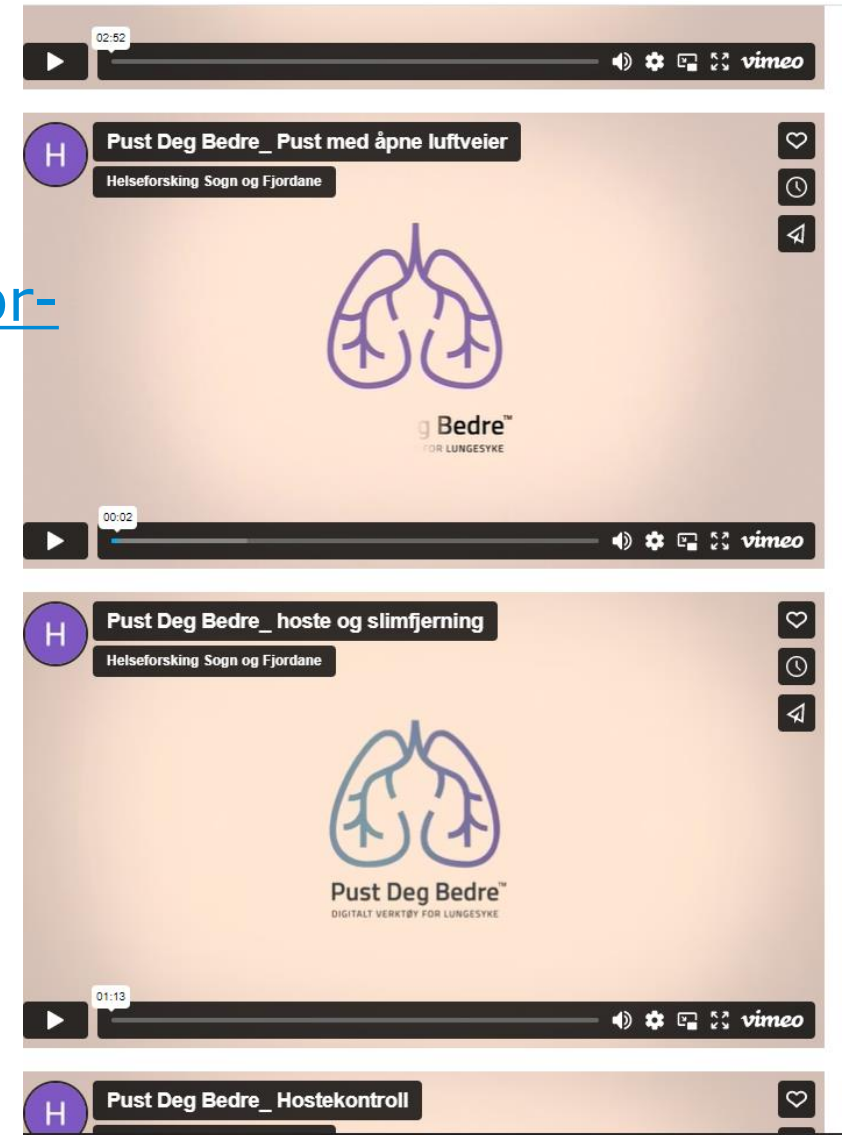 02:52
vimeo
H
Pust Deg Bedre_ Pust med åpne luftveier
Helseforsking Sogn og Fjordane
or-
g Bedre™
FOR LUNGESYKE
00:02
vimeo
H
Pust Deg Bedre_ hoste og slimfjerning
Helseforsking Sogn og Fjordane
Pust Deg Bedre™
DIGITALT VERKTØY FOR LUNGESYKE
01:13
vimeo
H
Pust Deg Bedre_ Hostekontroll